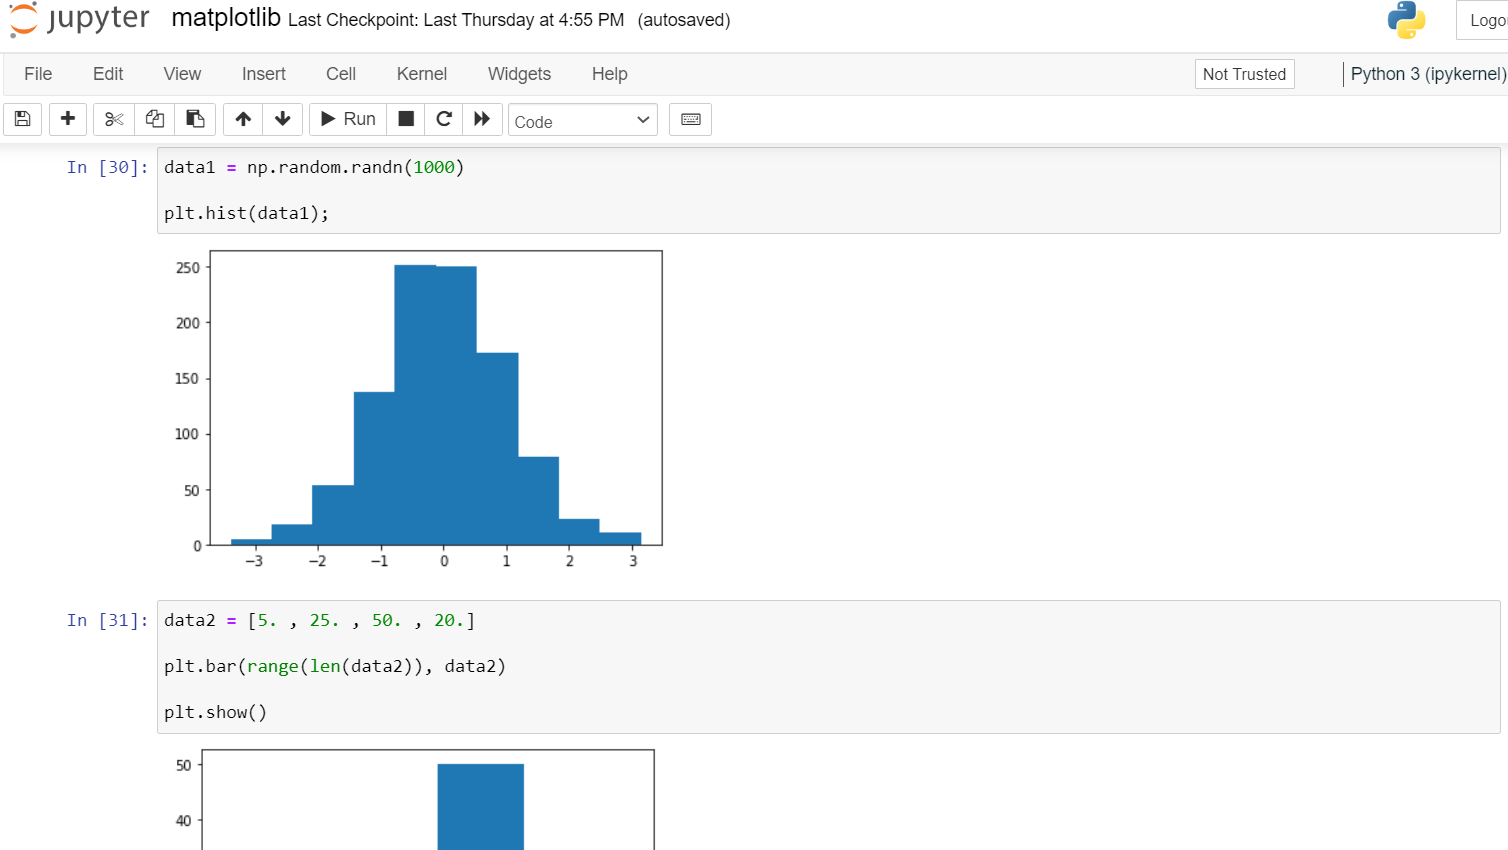 jupyter matplotlib Last Checkpoint: Last Thursday at 4:55 PM (autosaved)
File Edit View Insert Cell Kernel Widgets Help Not Trusted Python 3 (ipykernel)
Run Code
In [30]: data1 = np.random.randn(1000)
plt.hist(data1);
250
200
150
100
50
0
−3 −2 −1 0 1 2 3
In [31]: data2 = [5. , 25. , 50. , 20.]
plt.bar(range(len(data2)), data2)
plt.show()
50
40